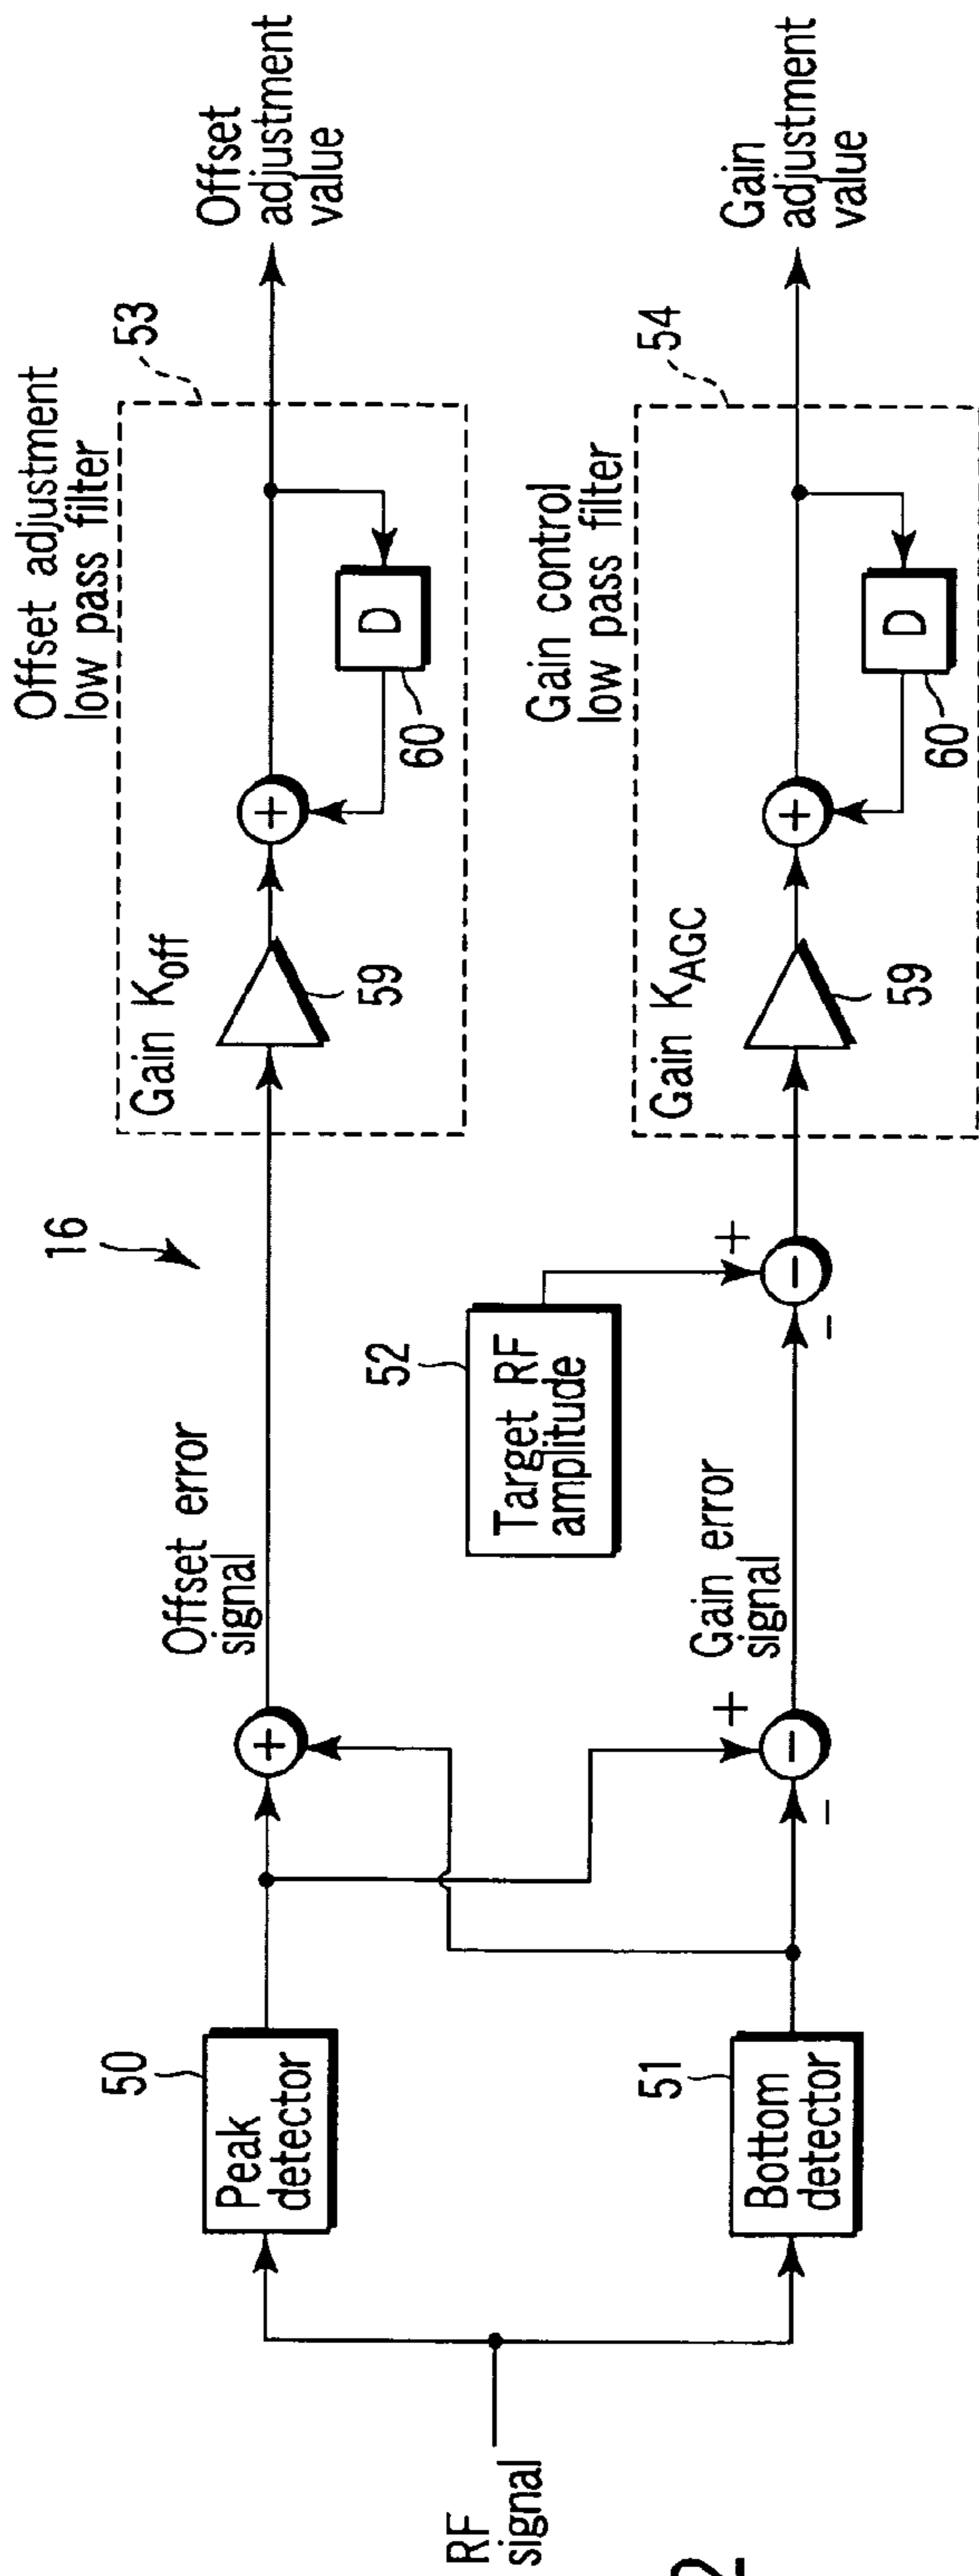 RF
signal
50
Peak
detector
51
Bottom
detector
+
+
–
–
Offset error
signal
Gain error
signal
52
Target RF
amplitude
16
+
–
–
Offset adjustment
low pass filter
53
Gain Koff
59
+
D
60
Offset
adjustment
value
Gain control
low pass filter
54
Gain KAGC
59
+
D
60
Gain
adjustment
value
2